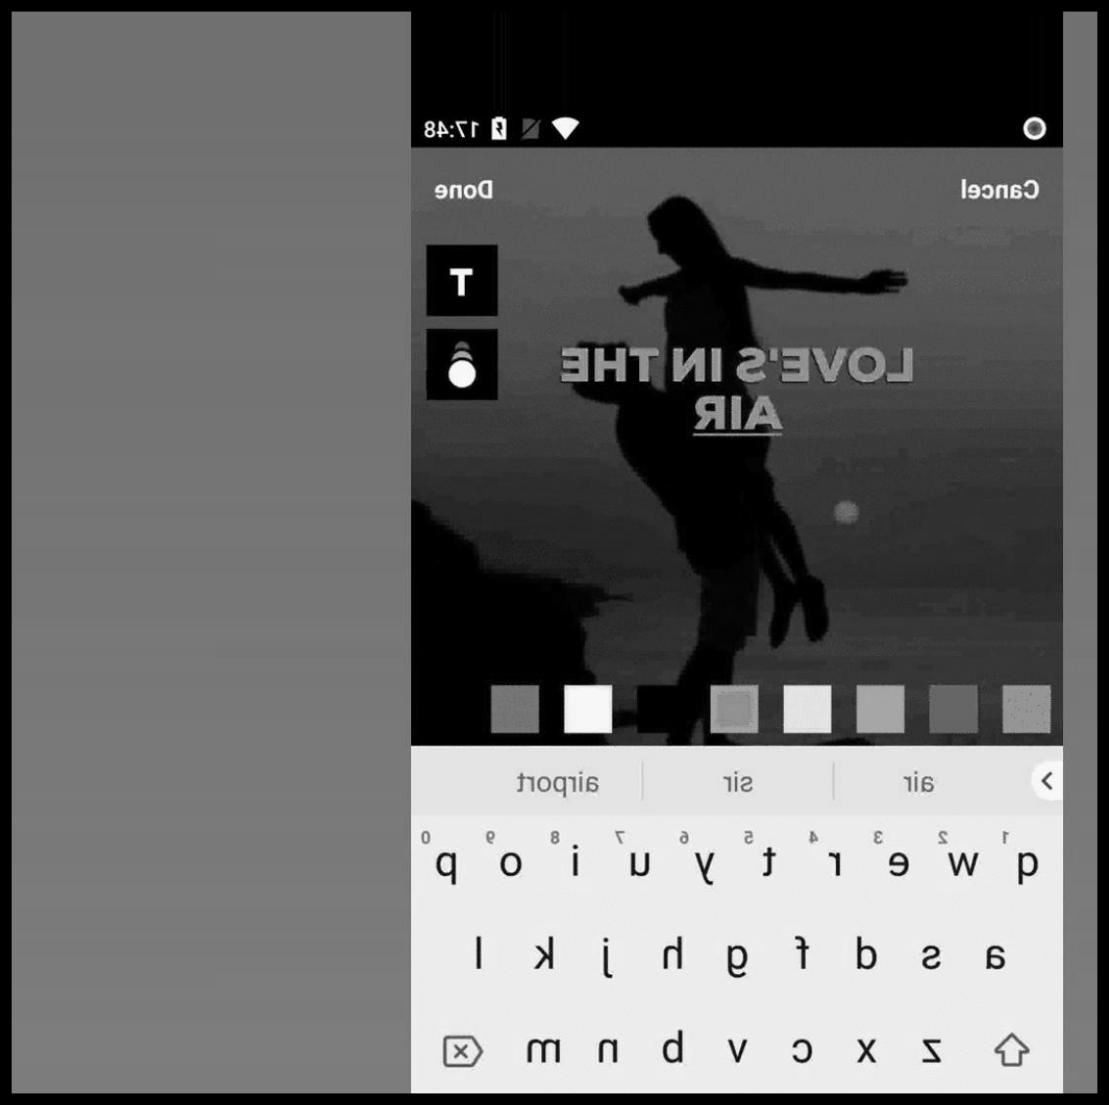 17:48
Cancel
Done
T
LOVE'S IN THE
AIR
air
sir
airport
1 2 3 4 5 6 7 8 9 0
q w e r t y u i o p
a s d f g h j k l
z x c v b n m